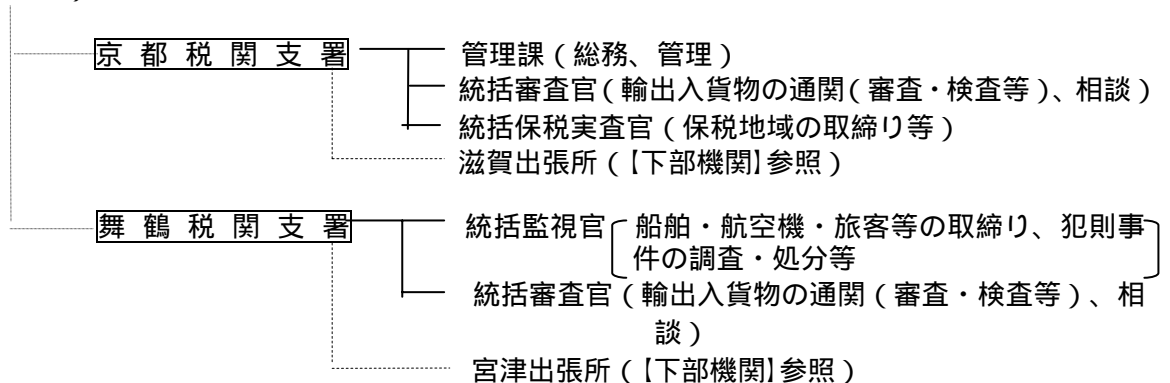 京都税関支署
管理課(総務、管理)
統括審査官(輸出入貨物の通関(審査・検査等)、相談)
統括保税実査官(保税地域の取締り等)
滋賀出張所(【下部機関】参照)
舞鶴税関支署
統括監視官 船舶・航空機・旅客等の取締り、犯則事
件の調査・処分等
統括審査官(輸出入貨物の通関(審査・検査等)、相
談)
宮津出張所(【下部機関】参照)